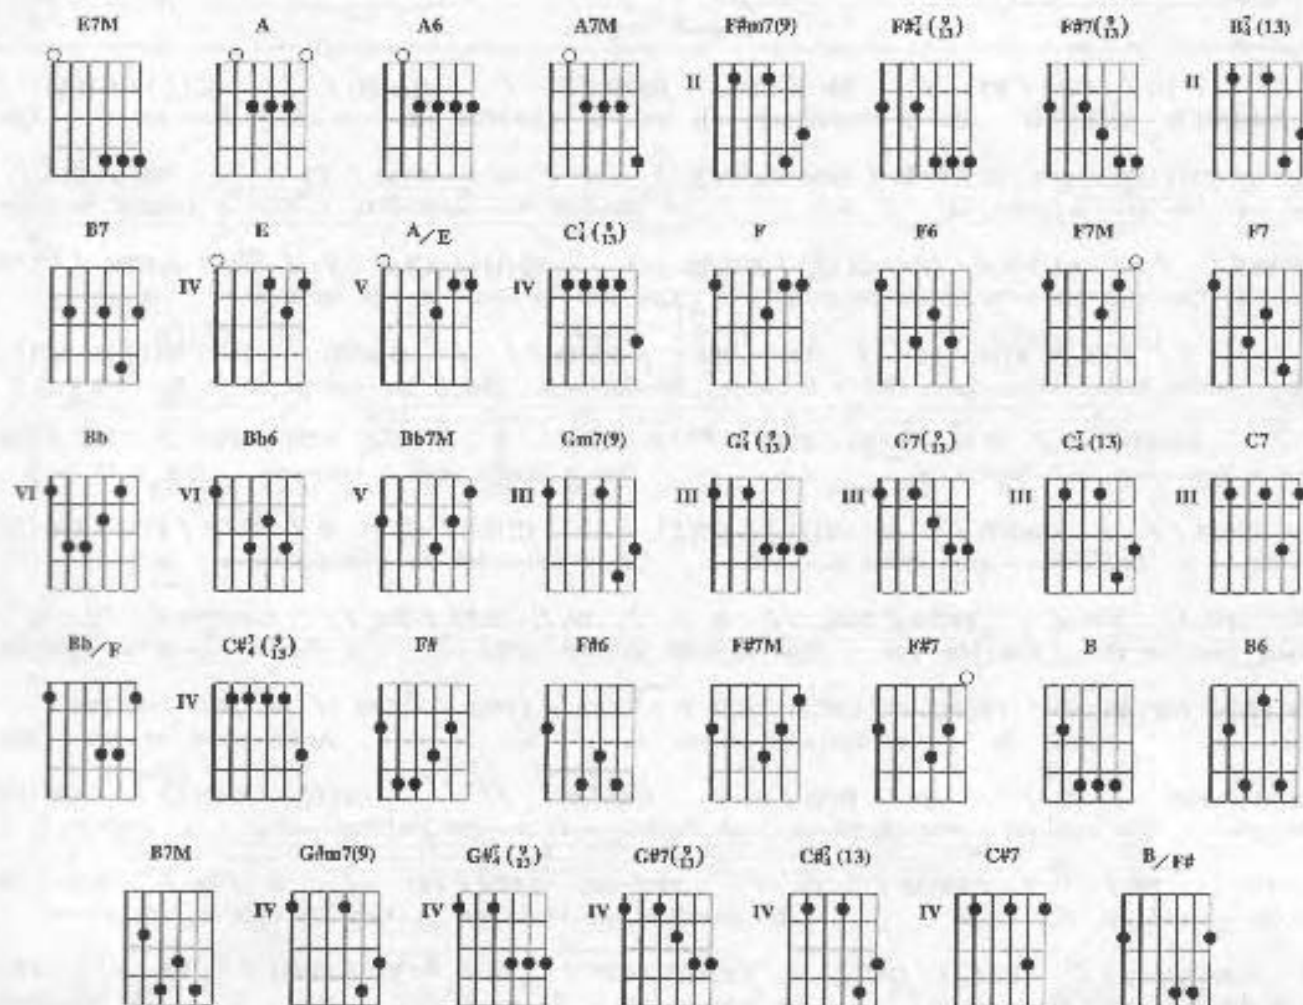 E7M A A6 A7M F#m7(9) F#7/4(9/13) F#7(9/13) B7/4(13)
II II
B7 E A/E C7/4(9/13) F F6 F7M F7
IV V IV
Bb Bb6 Bb7M Gm7(9) G7/4(9/13) G7(9/13) C7/4(13) C7
VI VI V III III III III III
Bb/F C#7/4(9/13) F# F#6 F#7M F#7 B B6
IV
B7M G#m7(9) G#7/4(9/13) G#7(9/13) C#7/4(13) C#7 B/F#
IV IV IV IV IV